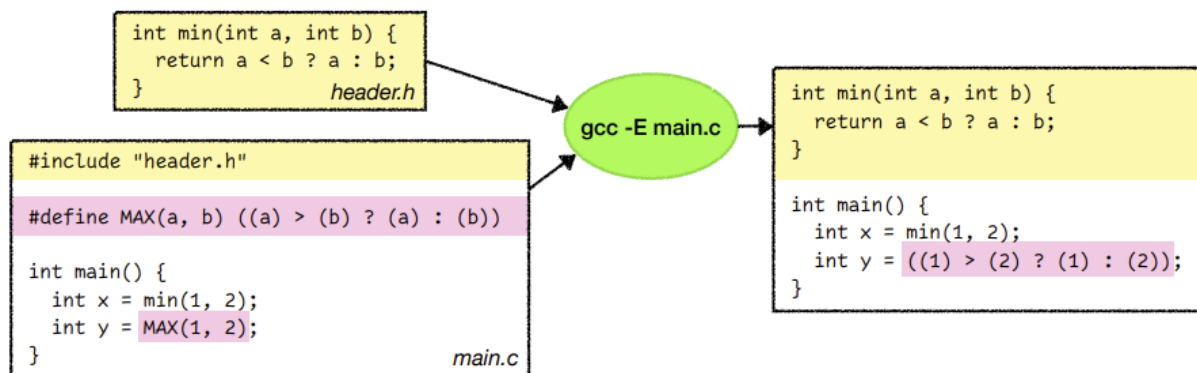 int min(int a, int b) {
  return a < b ? a : b;
}
header.h
#include "header.h"
#define MAX(a, b) ((a) > (b) ? (a) : (b))
int main() {
  int x = min(1, 2);
  int y = MAX(1, 2);
}
main.c
gcc -E main.c
int min(int a, int b) {
  return a < b ? a : b;
}
int main() {
  int x = min(1, 2);
  int y = ((1) > (2) ? (1) : (2));
}